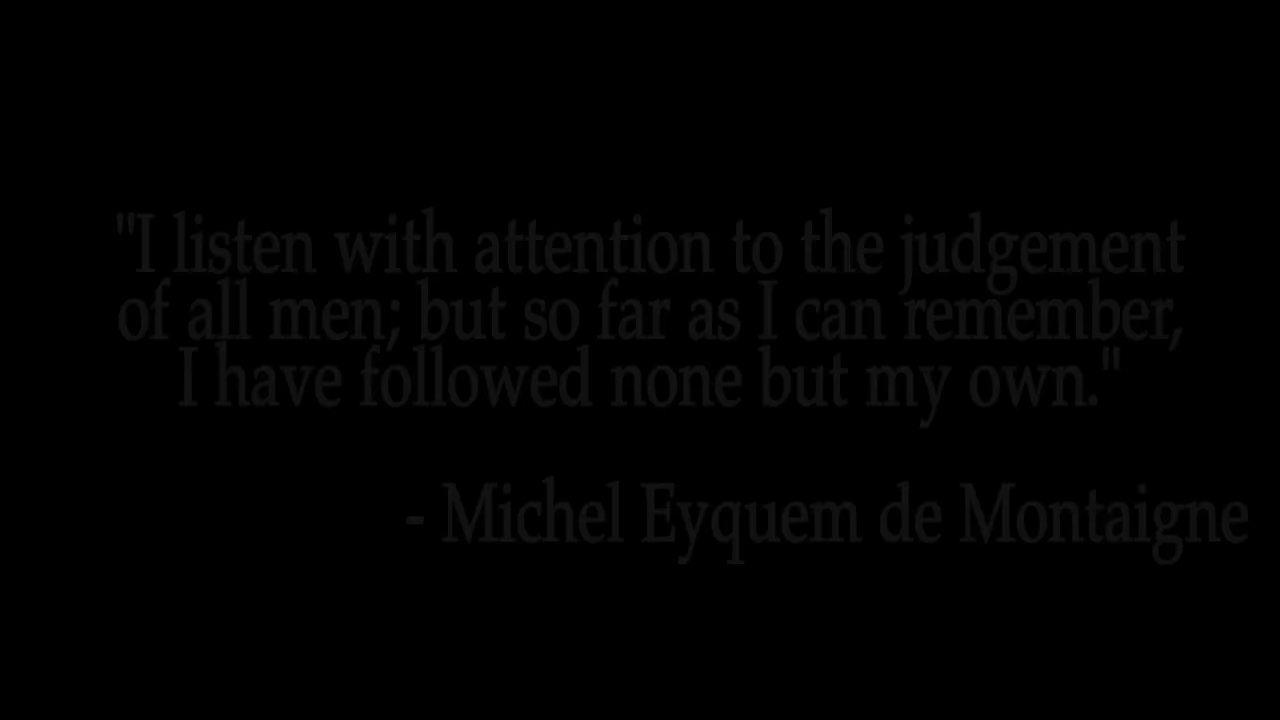 "I listen with attention to the judgement
of all men; but so far as I can remember,
I have followed none but my own."
- Michel Eyquem de Montaigne